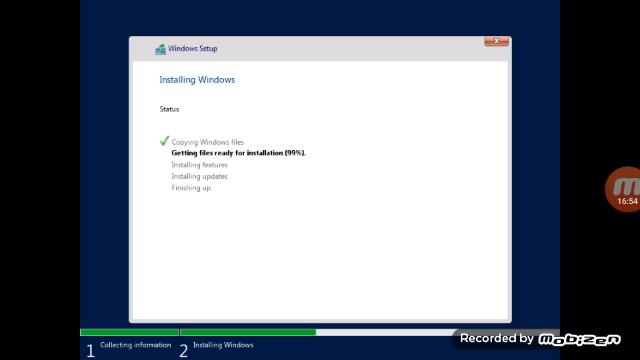 Windows Setup
Installing Windows
Status
Copying Windows files
Getting files ready for installation (99%).
Installing features
Installing updates
Finishing up
16:54
Recorded by mobizen
1 Collecting information 2 Installing Windows